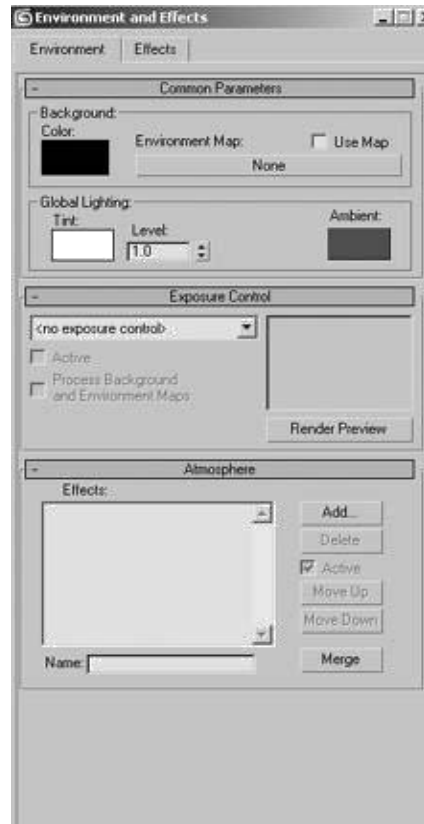 Environment and Effects
Environment Effects
- Common Parameters
Background:
Color:
Environment Map: Use Map
None
Global Lighting:
Tint: Level: Ambient:
1.0
- Exposure Control
<no exposure control>
Active
Process Background
and Environment Maps
Render Preview
- Atmosphere
Effects:
Add...
Delete
Active
Move Up
Move Down
Name: Merge